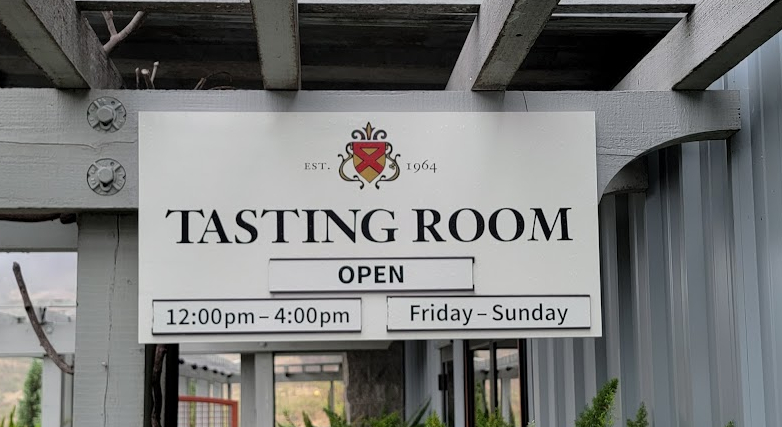 EST. 1964
TASTING ROOM
OPEN
12:00pm – 4:00pm Friday – Sunday